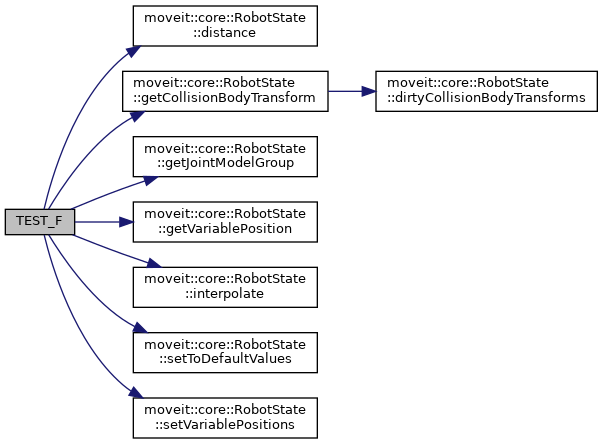 moveit::core::RobotState
::distance
moveit::core::RobotState
::getCollisionBodyTransform
moveit::core::RobotState
::dirtyCollisionBodyTransforms
moveit::core::RobotState
::getJointModelGroup
TEST_F
moveit::core::RobotState
::getVariablePosition
moveit::core::RobotState
::interpolate
moveit::core::RobotState
::setToDefaultValues
moveit::core::RobotState
::setVariablePositions